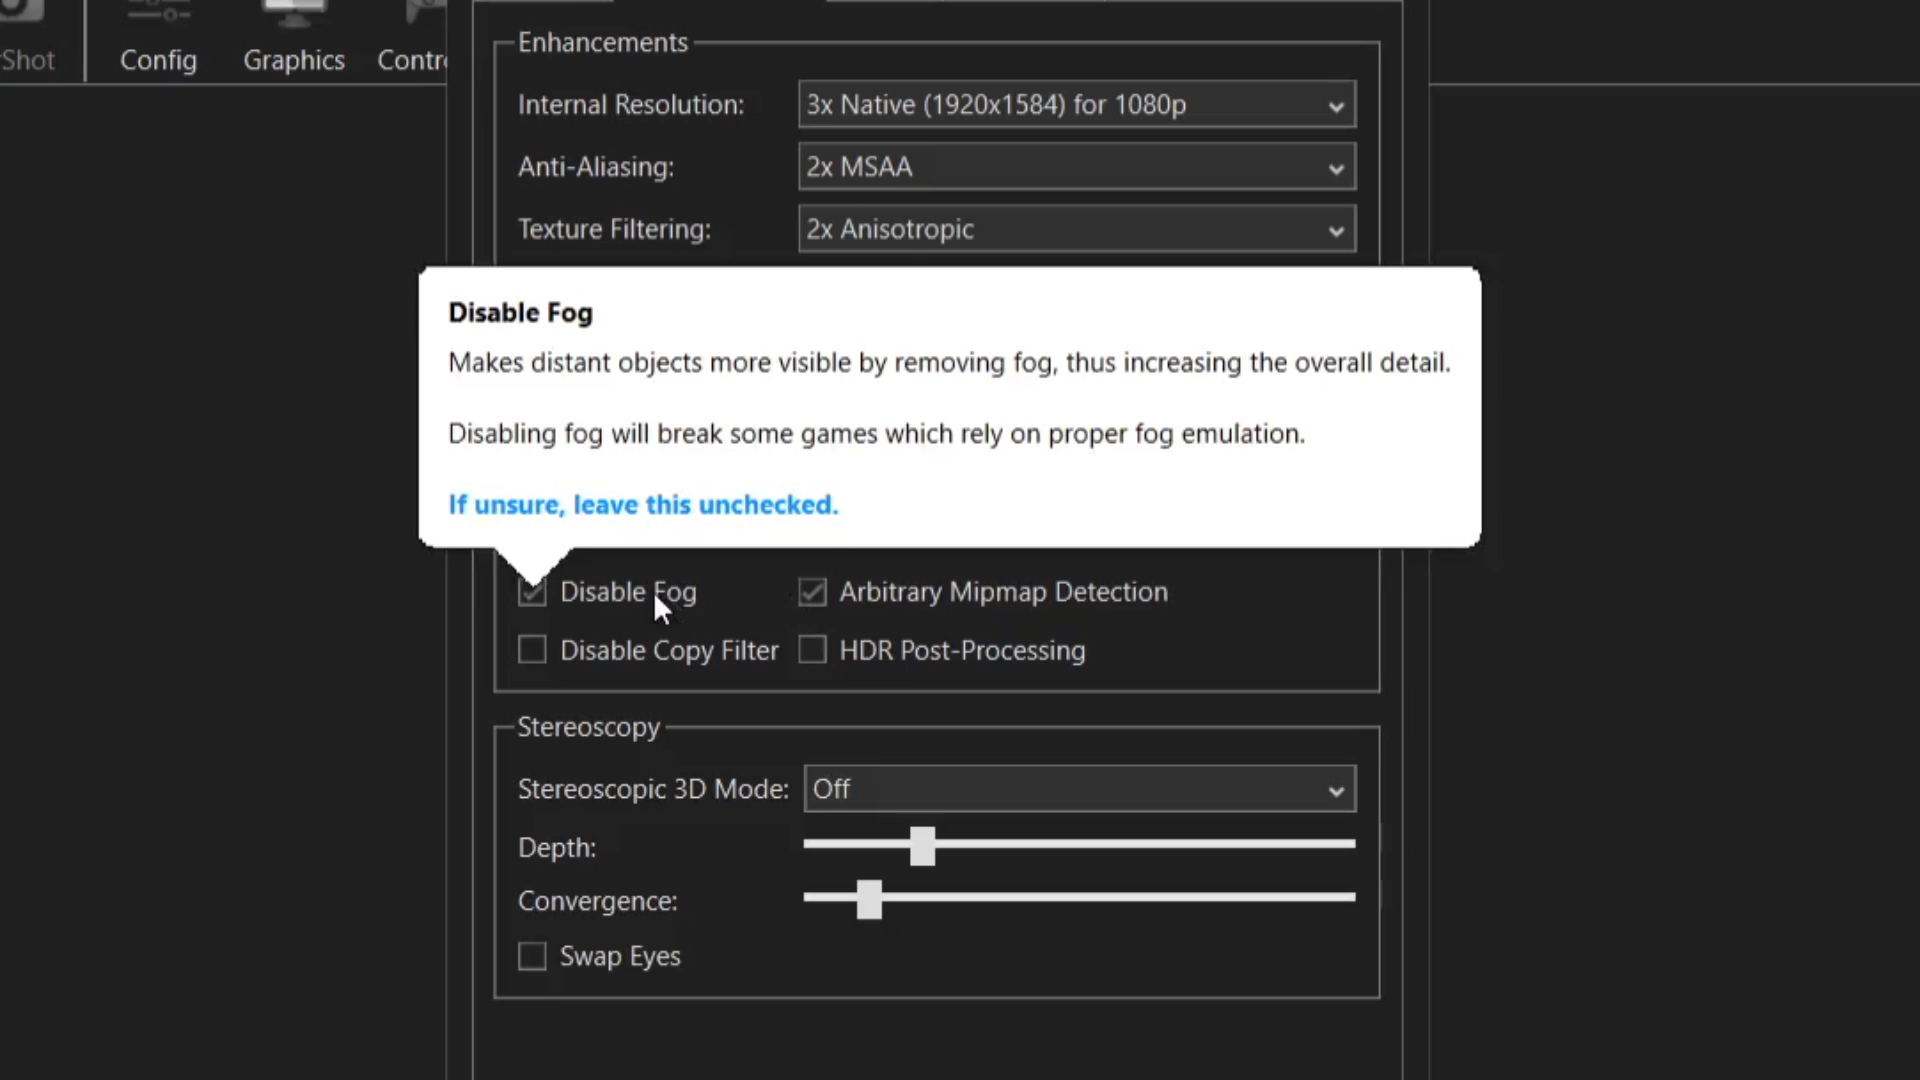 Shot
Config
Graphics
Contro
Enhancements
Internal Resolution: 3x Native (1920x1584) for 1080p
Anti-Aliasing: 2x MSAA
Texture Filtering: 2x Anisotropic
Disable Fog
Makes distant objects more visible by removing fog, thus increasing the overall detail.
Disabling fog will break some games which rely on proper fog emulation.
If unsure, leave this unchecked.
Disable Fog Arbitrary Mipmap Detection
Disable Copy Filter HDR Post-Processing
Stereoscopy
Stereoscopic 3D Mode: Off
Depth:
Convergence:
Swap Eyes